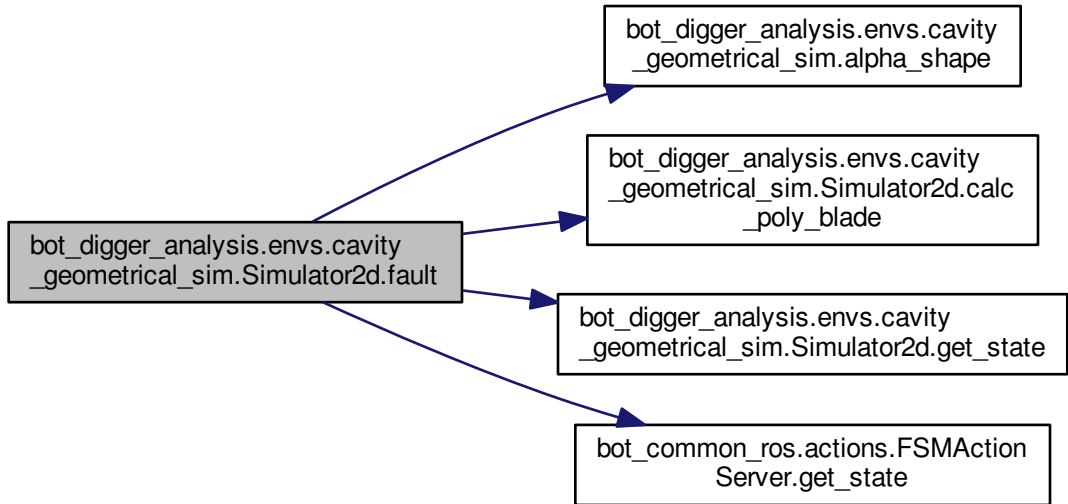 bot_digger_analysis.envs.cavity
_geometrical_sim.Simulator2d.fault
bot_digger_analysis.envs.cavity
_geometrical_sim.alpha_shape
bot_digger_analysis.envs.cavity
_geometrical_sim.Simulator2d.calc
_poly_blade
bot_digger_analysis.envs.cavity
_geometrical_sim.Simulator2d.get_state
bot_common_ros.actions.FSMAction
Server.get_state